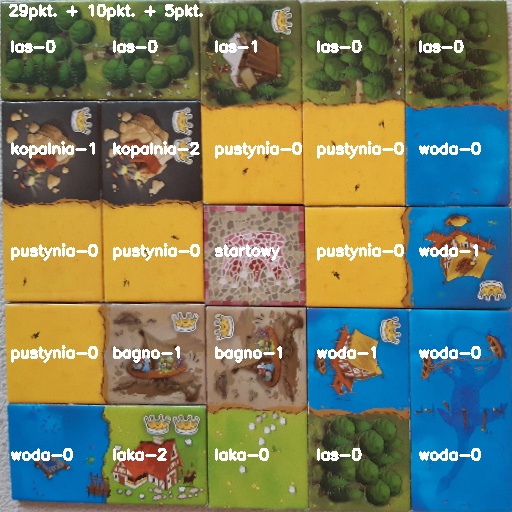 29pkt. + 10pkt. + 5pkt.
las-0 las-0 las-1 las-0 las-0
kopalnia-1 kopalnia-2 pustynia-0 pustynia-0 woda-0
pustynia-0 pustynia-0 startowy pustynia-0 woda-1
pustynia-0 bagno-1 bagno-1 woda-1 woda-0
woda-0 laka-2 laka-0 las-0 woda-0